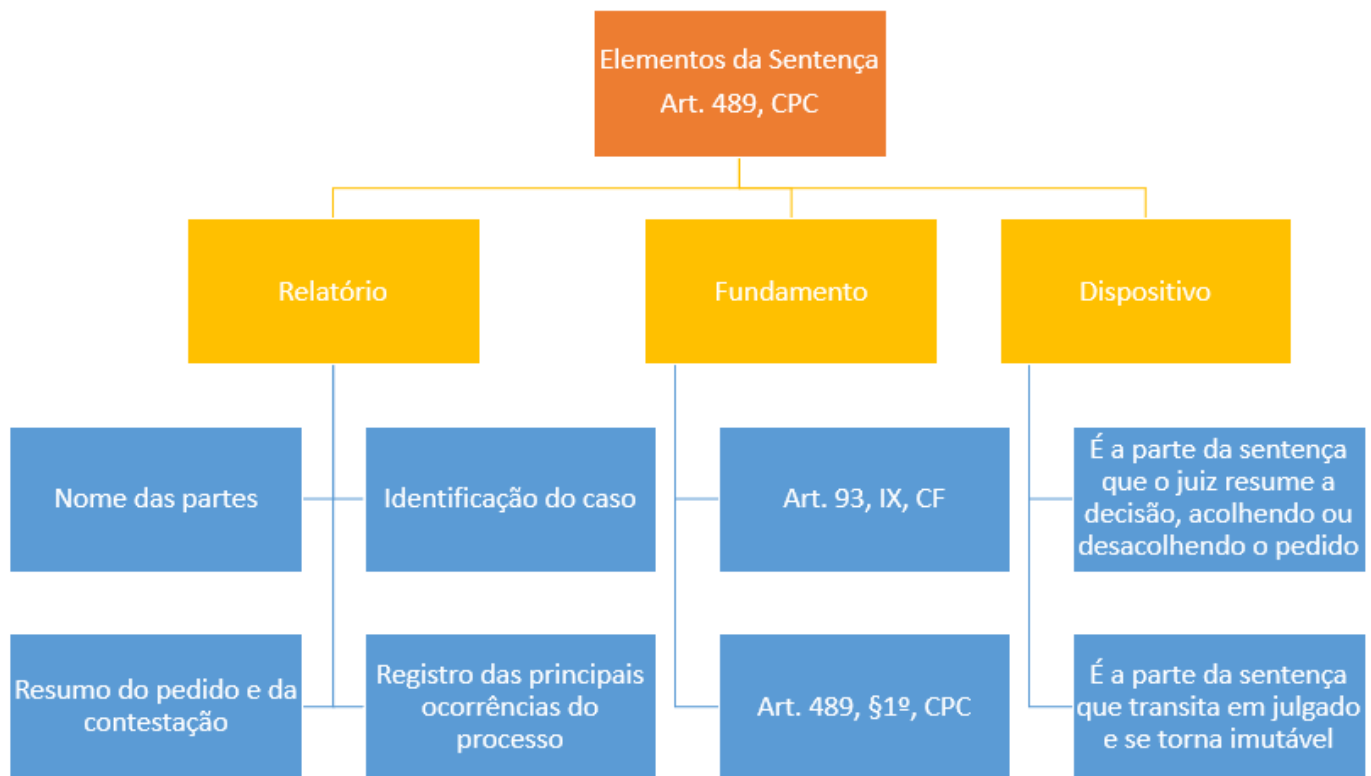 Elementos da Sentença
Art. 489, CPC
Relatório
Fundamento
Dispositivo
Nome das partes
Identificação do caso
Art. 93, IX, CF
É a parte da sentença
que o juiz resume a
decisão, acolhendo ou
desacolhendo o pedido
Resumo do pedido e da
contestação
Registro das principais
ocorrências do
processo
Art. 489, §1º, CPC
É a parte da sentença
que transita em julgado
e se torna imutável